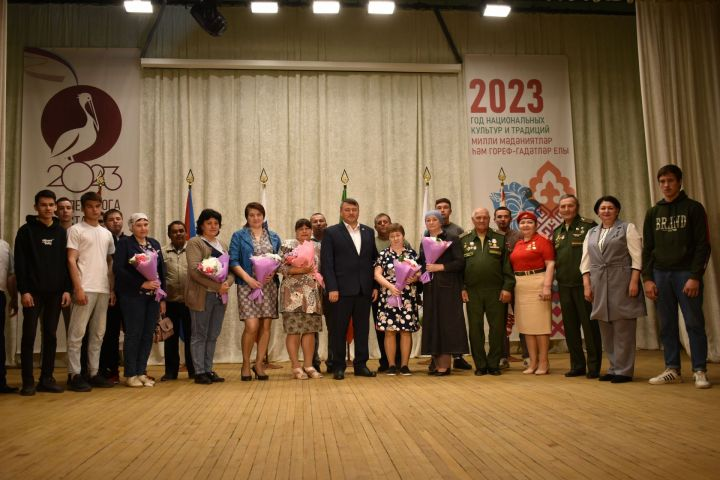 2023
2023
ГОД НАЦИОНАЛЬНЫХ
КУЛЬТУР И ТРАДИЦИЙ
МИЛЛИ МӘДӘНИЯТЛӘР
ҺӘМ ГОРЕФ-ГАДӘТЛӘР ЕЛЫ
BRAND